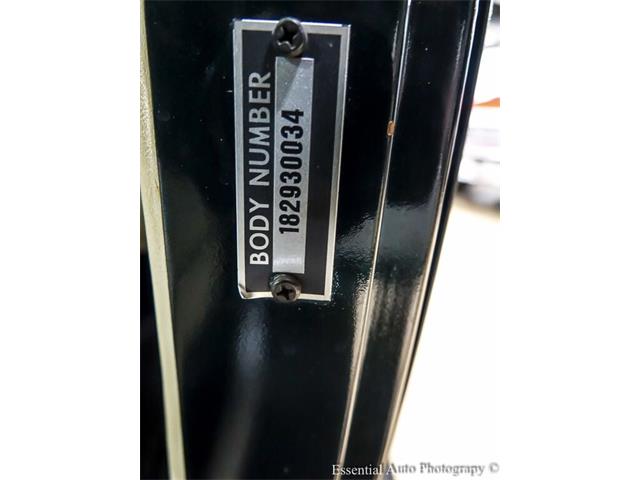 BODY NUMBER
182930034
Essential Auto Photography ©